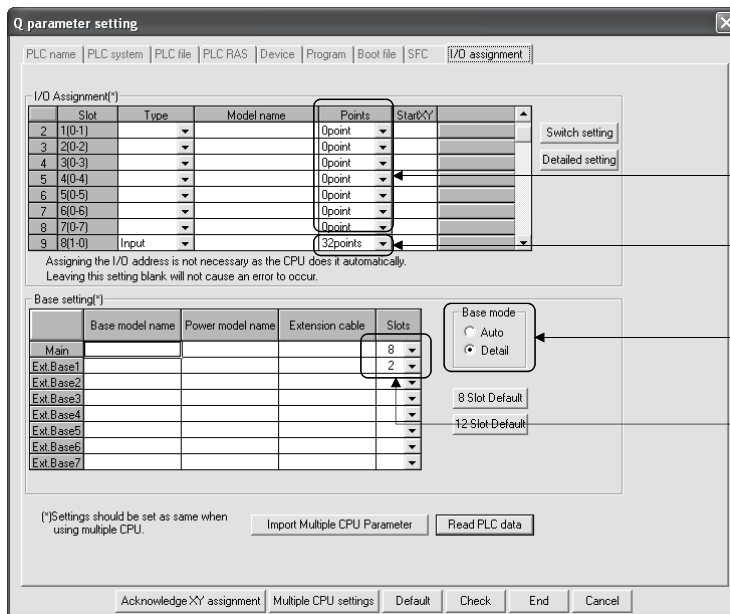 Q parameter setting
PLC name PLC system PLC file PLC RAS Device Program Boot file SFC I/O assignment
I/O Assignment(*)
Slot Type Model name Points StartXY
2 1(0-1) 0point
3 2(0-2) 0point
4 3(0-3) 0point
5 4(0-4) 0point
6 5(0-5) 0point
7 6(0-6) 0point
8 7(0-7) 0point
9 8(1-0) Input 32points
Switch setting
Detailed setting
Assigning the I/O address is not necessary as the CPU does it automatically.
Leaving this setting blank will not cause an error to occur.
Base setting(*)
Base model name Power model name Extension cable Slots
Main 8
Ext.Base1 2
Ext.Base2
Ext.Base3
Ext.Base4
Ext.Base5
Ext.Base6
Ext.Base7
Base mode
Auto
Detail
8 Slot Default
12 Slot Default
(*)Settings should be set as same when
using multiple CPU.
Import Multiple CPU Parameter Read PLC data
Acknowledge XY assignment Multiple CPU settings Default Check End Cancel